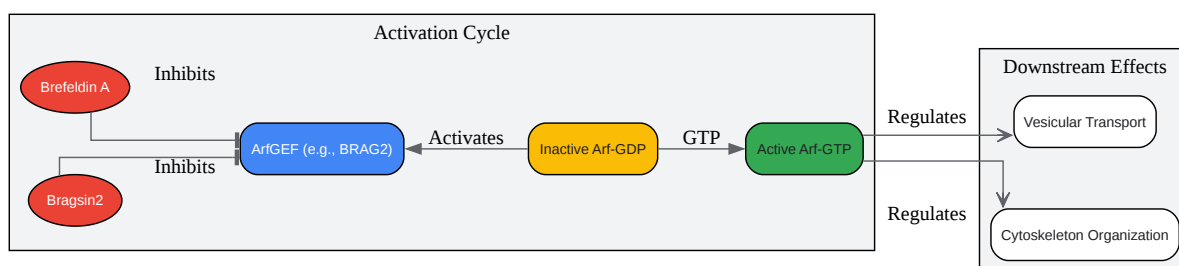 Activation Cycle
Downstream Effects
Brefeldin A
Inhibits
Regulates
Vesicular Transport
ArfGEF (e.g., BRAG2)
Activates
Inactive Arf-GDP
GTP
Active Arf-GTP
Inhibits
Bragsin2
Regulates
Cytoskeleton Organization